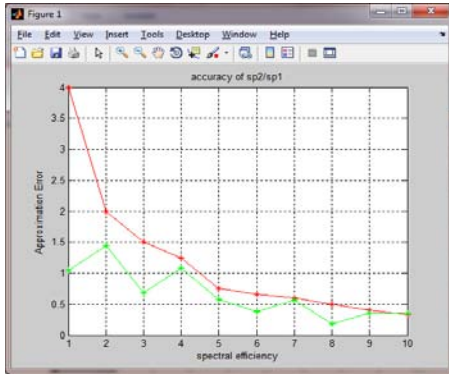 Figure 1
File Edit View Insert Tools Desktop Window Help
accuracy of sp2/sp1
4
3.5
3
2.5
2
1.5
1
0.5
0
Approximation Error
1 2 3 4 5 6 7 8 9 10
spectral efficiency